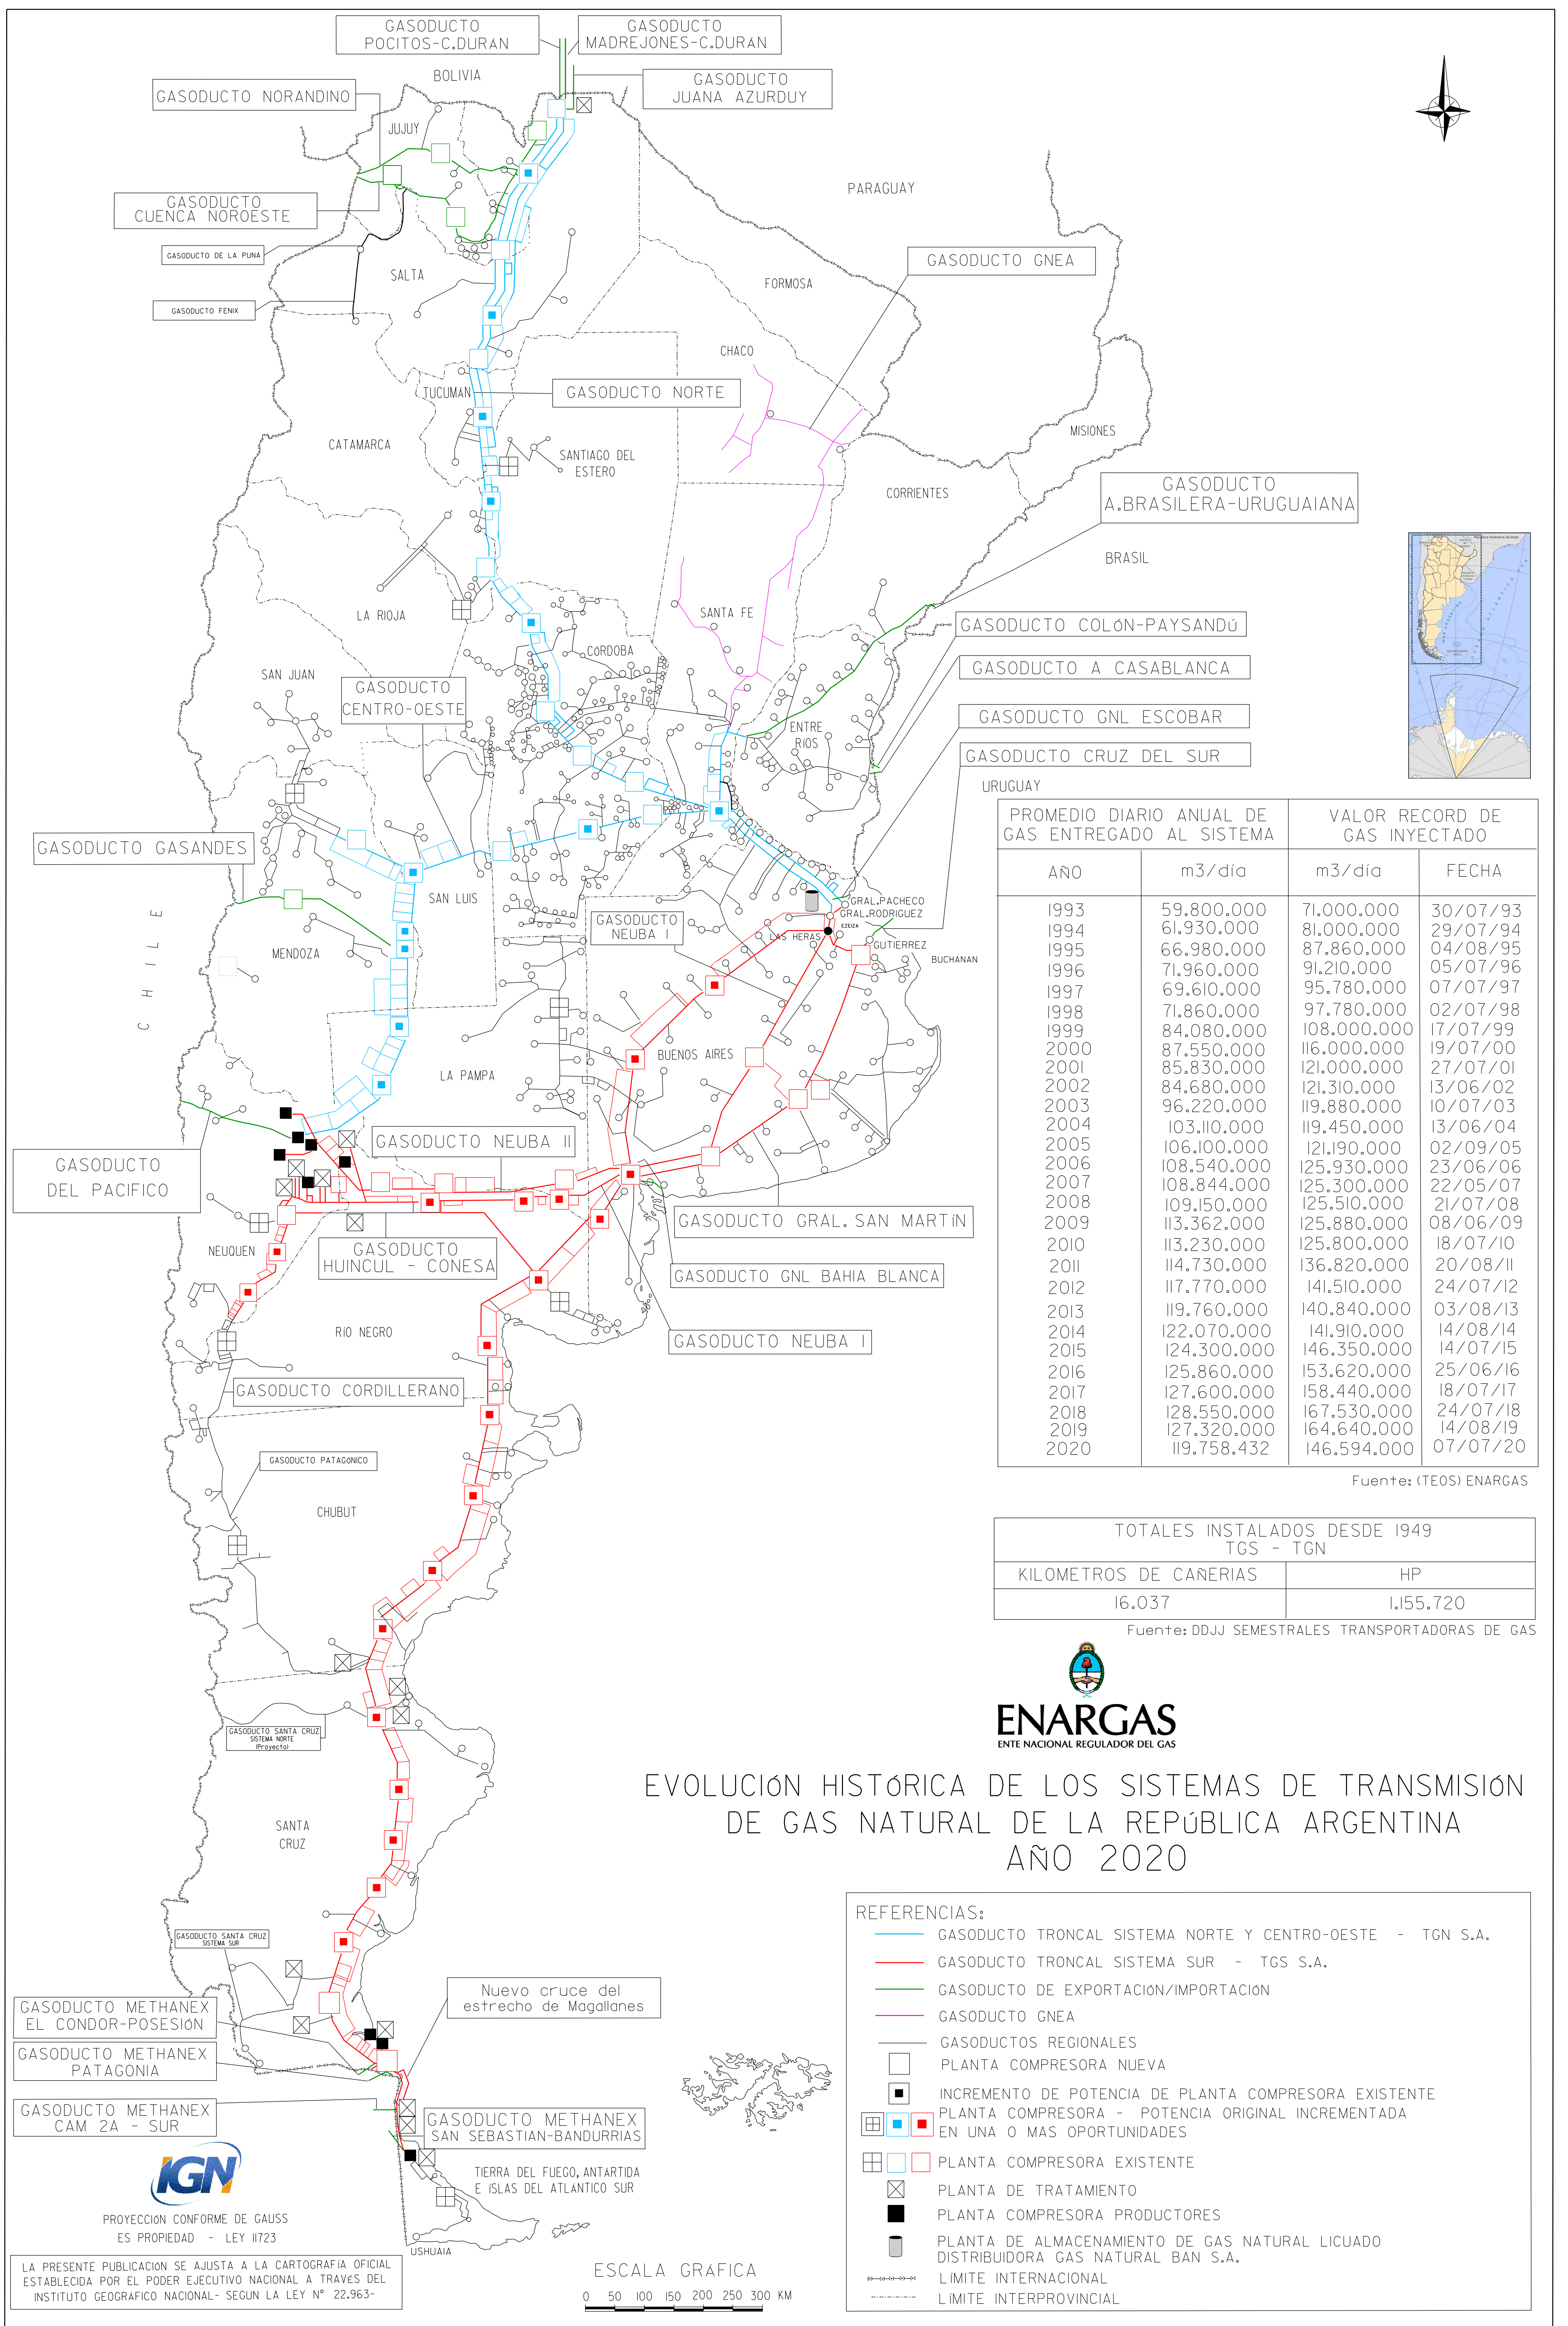 GASODUCTO
POCITOS-C.DURÁN
GASODUCTO
MADREJONES-C.DURÁN
BOLIVIA
GASODUCTO
JUANA AZURDUY
GASODUCTO NORANDINO
JUJUY
PARAGUAY
GASODUCTO
CUENCA NOROESTE
GASODUCTO DE LA PUNA
GASODUCTO GNEA
SALTA
FORMOSA
GASODUCTO FENIX
CHACO
TUCUMÁN
GASODUCTO NORTE
CATAMARCA
MISIONES
SANTIAGO DEL
ESTERO
CORRIENTES
GASODUCTO
A.BRASILERA-URUGUAIANA
BRASIL
LA RIOJA
SANTA FE
GASODUCTO COLÓN-PAYSANDÚ
CÓRDOBA
GASODUCTO A CASABLANCA
SAN JUAN
GASODUCTO
CENTRO-OESTE
GASODUCTO GNL ESCOBAR
ENTRE
RIOS
GASODUCTO CRUZ DEL SUR
URUGUAY
GASODUCTO GASANDES
SAN LUIS
GRAL.PACHECO
GRAL.RODRIGUEZ
GASODUCTO
NEUBA I
EZEIZA
LAS HERAS
GUTIERREZ
BUCHANAN
MENDOZA
CHILE
BUENOS AIRES
LA PAMPA
PROMEDIO DIARIO ANUAL DE
GAS ENTREGADO AL SISTEMA
VALOR RECORD DE
GAS INYECTADO
AÑO m3/día m3/día FECHA
1993 59.800.000 71.000.000 30/07/93
1994 61.930.000 81.000.000 29/07/94
1995 66.980.000 87.860.000 04/08/95
1996 71.960.000 91.210.000 05/07/96
1997 69.610.000 95.780.000 07/07/97
1998 71.860.000 97.780.000 02/07/98
1999 84.080.000 108.000.000 17/07/99
2000 87.550.000 116.000.000 19/07/00
2001 85.830.000 121.000.000 27/07/01
2002 84.680.000 121.310.000 13/06/02
2003 96.220.000 119.880.000 10/07/03
2004 103.110.000 119.450.000 13/06/04
2005 106.100.000 121.190.000 02/09/05
2006 108.540.000 125.930.000 23/06/06
2007 108.844.000 125.300.000 22/05/07
2008 109.150.000 125.510.000 21/07/08
2009 113.362.000 125.880.000 08/06/09
2010 113.230.000 125.800.000 18/07/10
2011 114.730.000 136.820.000 20/08/11
2012 117.770.000 141.510.000 24/07/12
2013 119.760.000 140.840.000 03/08/13
2014 122.070.000 141.910.000 14/08/14
2015 124.300.000 146.350.000 14/07/15
2016 125.860.000 153.620.000 25/06/16
2017 127.600.000 158.440.000 18/07/17
2018 128.550.000 167.530.000 24/07/18
2019 127.320.000 164.640.000 14/08/19
2020 119.758.432 146.594.000 07/07/20
Fuente: (TEOS) ENARGAS
GASODUCTO
DEL PACIFICO
GASODUCTO NEUBA II
GASODUCTO GRAL. SAN MARTÍN
NEUQUEN
GASODUCTO
HUINCUL - CONESA
GASODUCTO GNL BAHIA BLANCA
RIO NEGRO
GASODUCTO NEUBA I
GASODUCTO CORDILLERANO
GASODUCTO PATAGÓNICO
CHUBUT
TOTALES INSTALADOS DESDE 1949
TGS - TGN
KILOMETROS DE CAÑERIAS HP
16.037 1.155.720
Fuente: DDJJ SEMESTRALES TRANSPORTADORAS DE GAS
ENARGAS
ENTE NACIONAL REGULADOR DEL GAS
GASODUCTO SANTA CRUZ
SISTEMA NORTE
(Proyecto)
EVOLUCIÓN HISTÓRICA DE LOS SISTEMAS DE TRANSMISIÓN
DE GAS NATURAL DE LA REPÚBLICA ARGENTINA
AÑO 2020
SANTA
CRUZ
GASODUCTO SANTA CRUZ
SISTEMA SUR
GASODUCTO METHANEX
EL CONDOR-POSESIÓN
Nuevo cruce del
estrecho de Magallanes
GASODUCTO METHANEX
PATAGONIA
GASODUCTO METHANEX
CAM 2A - SUR
GASODUCTO METHANEX
SAN SEBASTIAN-BANDURRIAS
TIERRA DEL FUEGO, ANTÁRTIDA
E ISLAS DEL ATLANTICO SUR
USHUAIA
REFERENCIAS:
GASODUCTO TRONCAL SISTEMA NORTE Y CENTRO-OESTE - TGN S.A.
GASODUCTO TRONCAL SISTEMA SUR - TGS S.A.
GASODUCTO DE EXPORTACIÓN/IMPORTACIÓN
GASODUCTO GNEA
GASODUCTOS REGIONALES
PLANTA COMPRESORA NUEVA
INCREMENTO DE POTENCIA DE PLANTA COMPRESORA EXISTENTE
PLANTA COMPRESORA - POTENCIA ORIGINAL INCREMENTADA
EN UNA O MAS OPORTUNIDADES
PLANTA COMPRESORA EXISTENTE
PLANTA DE TRATAMIENTO
PLANTA COMPRESORA PRODUCTORES
PLANTA DE ALMACENAMIENTO DE GAS NATURAL LICUADO
DISTRIBUIDORA GAS NATURAL BAN S.A.
LÍMITE INTERNACIONAL
LÍMITE INTERPROVINCIAL
IGN
PROYECCIÓN CONFORME DE GAUSS
ES PROPIEDAD - LEY 11723
LA PRESENTE PUBLICACIÓN SE AJUSTA A LA CARTOGRAFÍA OFICIAL
ESTABLECIDA POR EL PODER EJECUTIVO NACIONAL A TRAVÉS DEL
INSTITUTO GEOGRÁFICO NACIONAL- SEGUN LA LEY N° 22.963-
ESCALA GRÁFICA
0 50 100 150 200 250 300 KM